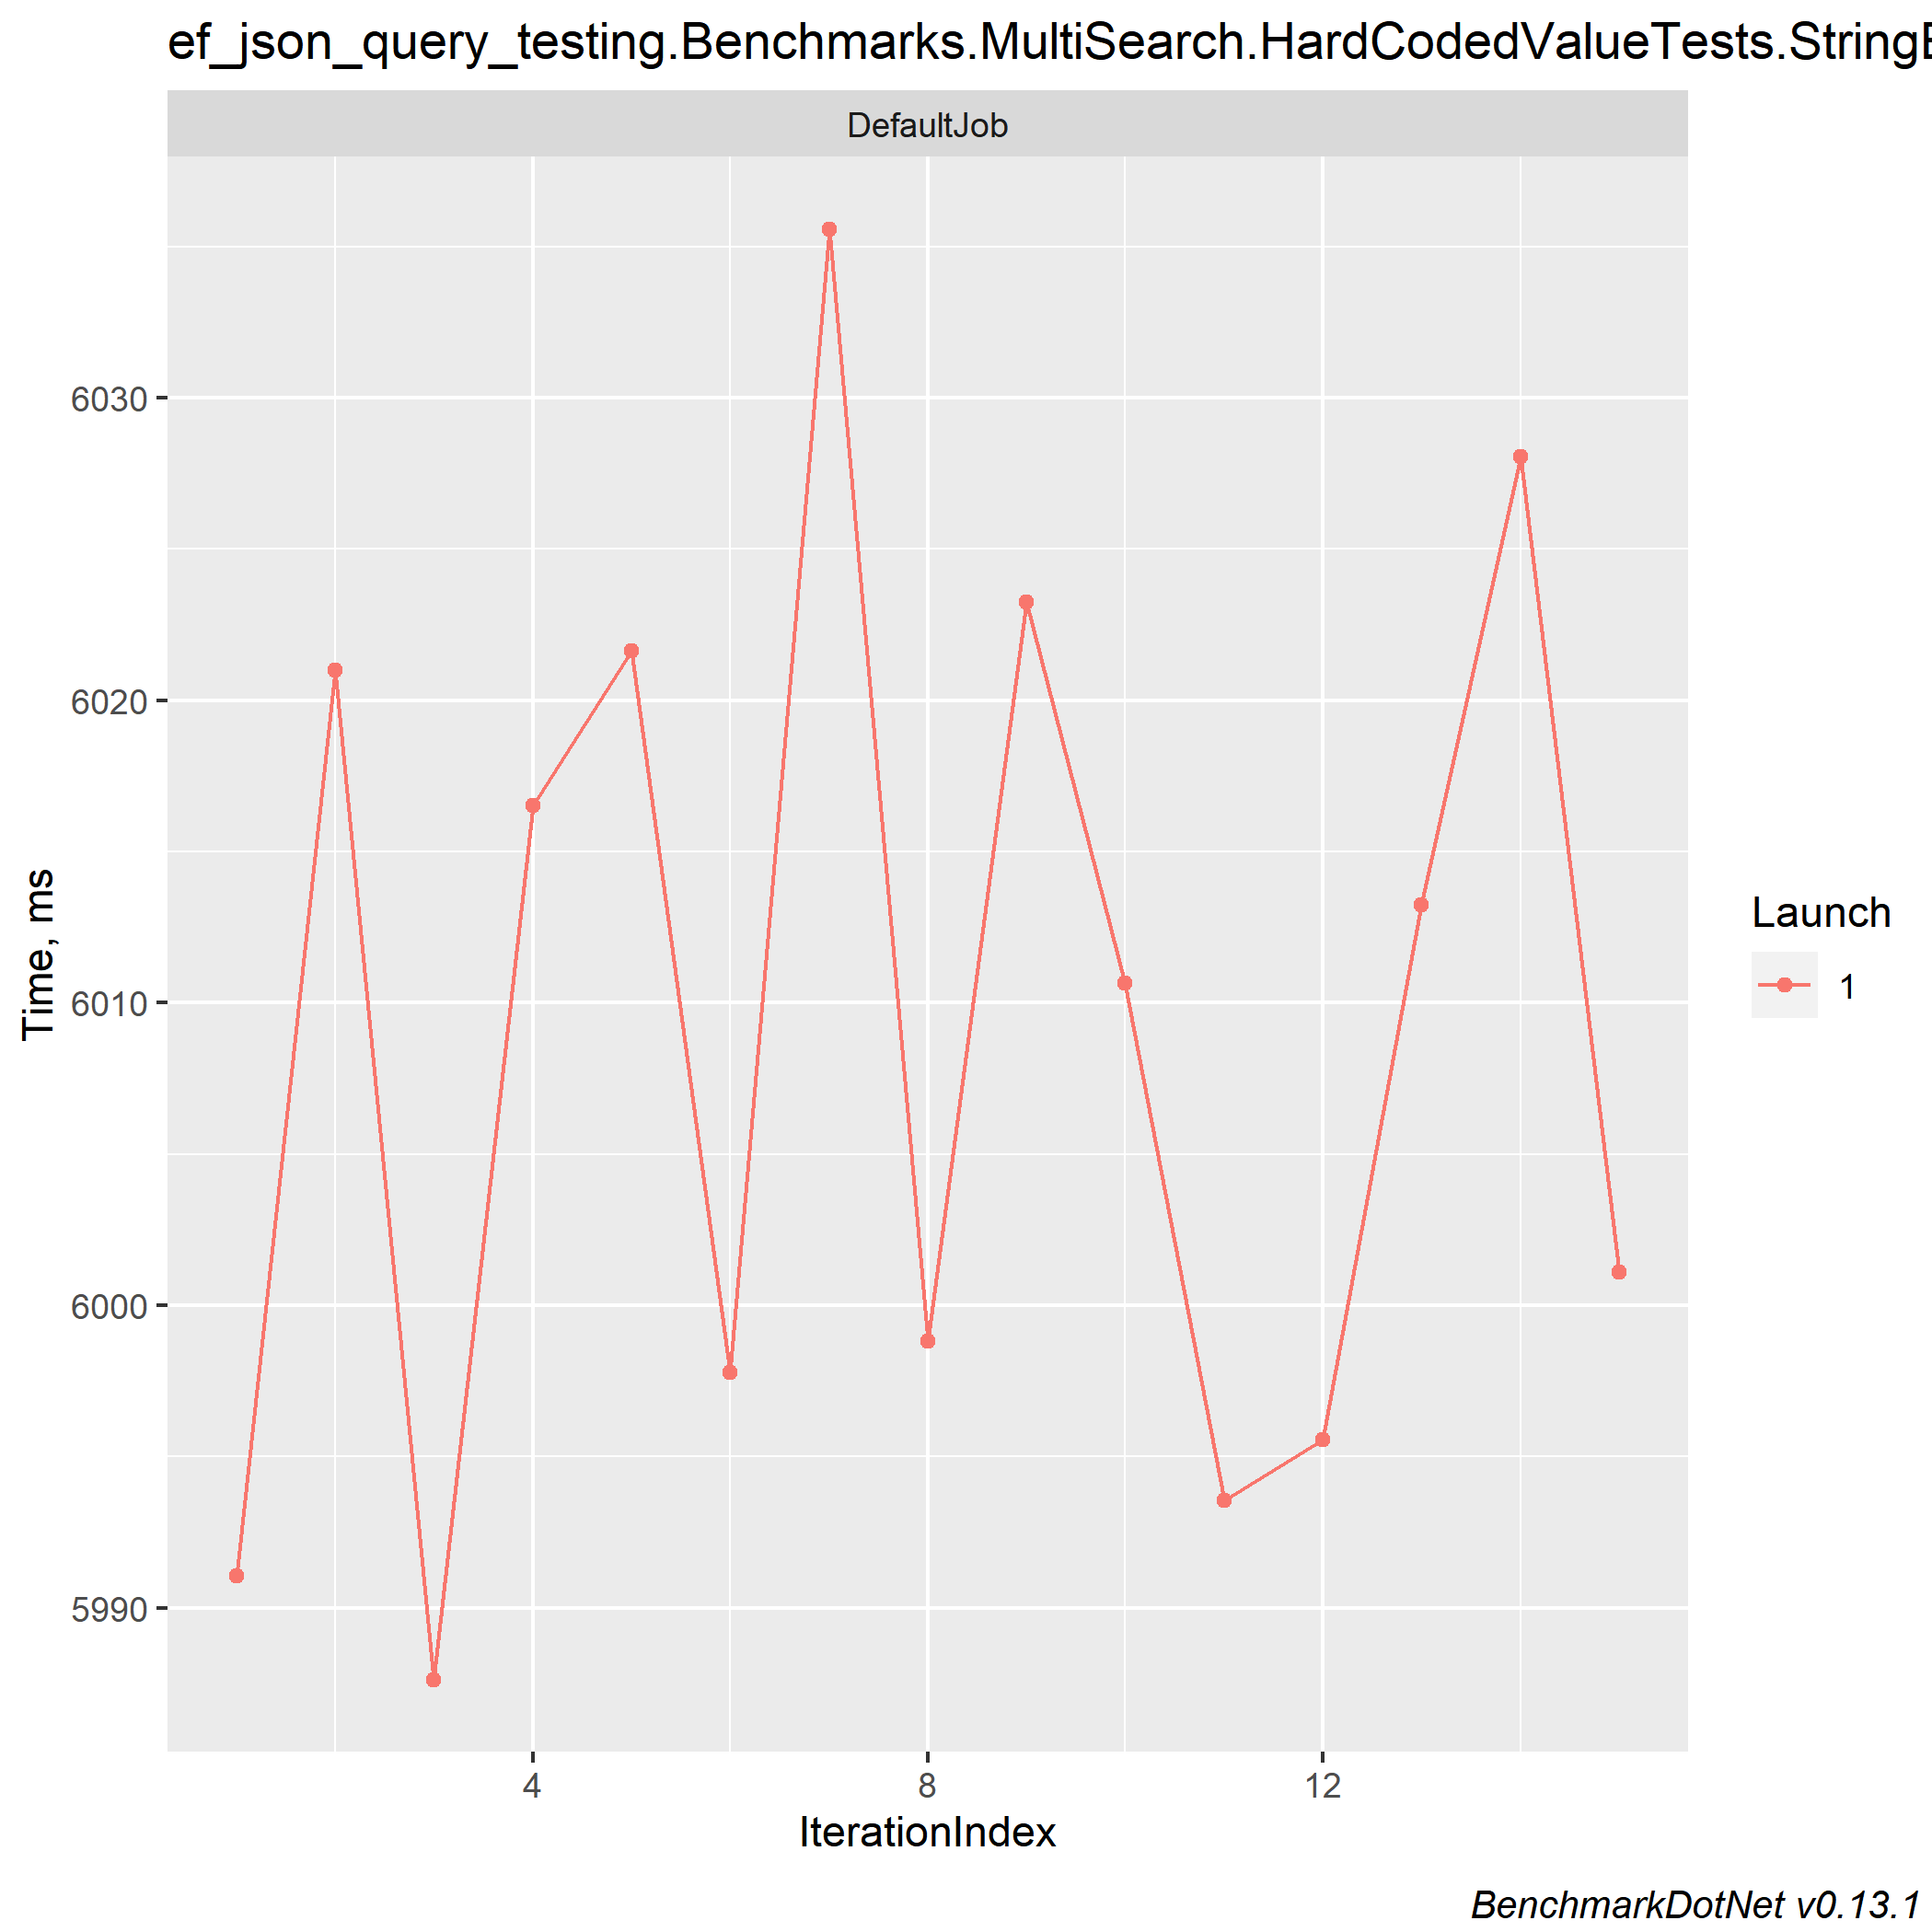 ef_json_query_testing.Benchmarks.MultiSearch.HardCodedValueTests.String
DefaultJob
6030
6020
6010
6000
5990
Time, ms
4
8
12
IterationIndex
Launch
1
BenchmarkDotNet v0.13.1